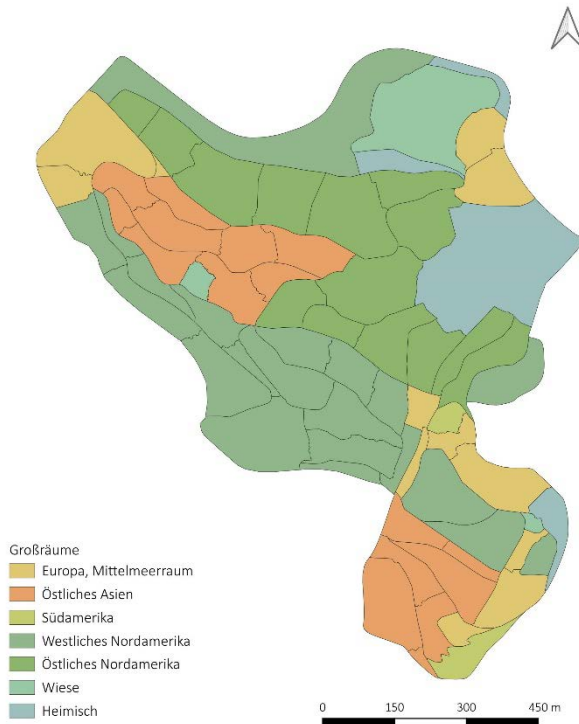 Großräume
Europa, Mittelmeerraum
Östliches Asien
Südamerika
Westliches Nordamerika
Östliches Nordamerika
Wiese
Heimisch
0 150 300 450 m